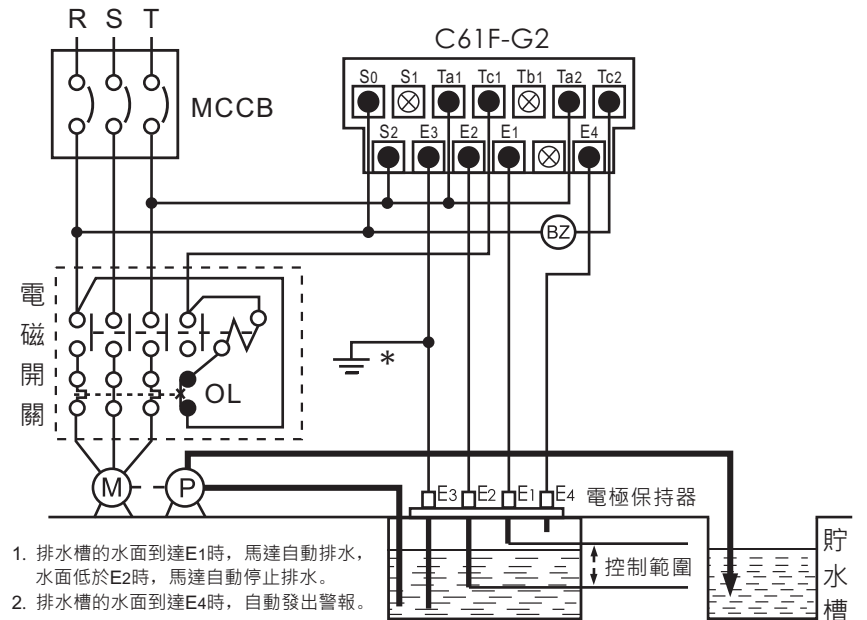 R S T
C61F-G2
MCCB
S0 S1 Ta1 Tc1 Tb1 Ta2 Tc2
S2 E3 E2 E1 E4
BZ
電磁開關
*
OL
M P
E3 E2 E1 E4 電極保持器
控制範圍
貯水槽
1. 排水槽的水面到達E1時，馬達自動排水，
水面低於E2時，馬達自動停止排水。
2. 排水槽的水面到達E4時，自動發出警報。